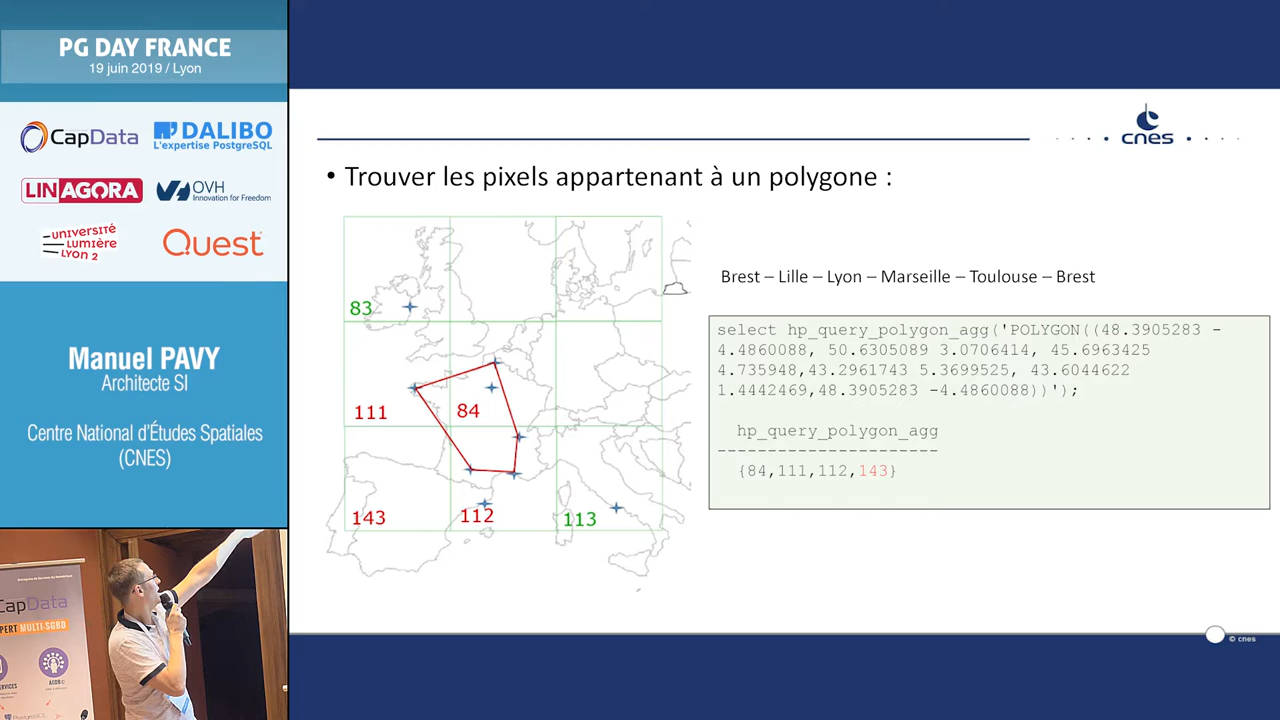 PG DAY FRANCE
19 juin 2019 / Lyon
CapData
DALIBO
L'expertise PostgreSQL
LINAGORA
OVH
Innovation for Freedom
UNIVERSITÉ
LUMIÈRE
LYON 2
Quest
Manuel PAVY
Architecte SI
Centre National d'Études Spatiales
(CNES)
cnes
• Trouver les pixels appartenant à un polygone :
83
111
84
143
112
113
Brest – Lille – Lyon – Marseille – Toulouse – Brest
select hp_query_polygon_agg('POLYGON((48.3905283 -
4.4860088, 50.6305089 3.0706414, 45.6963425
4.735948,43.2961743 5.3699525, 43.6044622
1.4442469,48.3905283 -4.4860088))');
hp_query_polygon_agg
----------------------
{84,111,112,143}
© cnes
CapData
PERT MULTI-SGBD